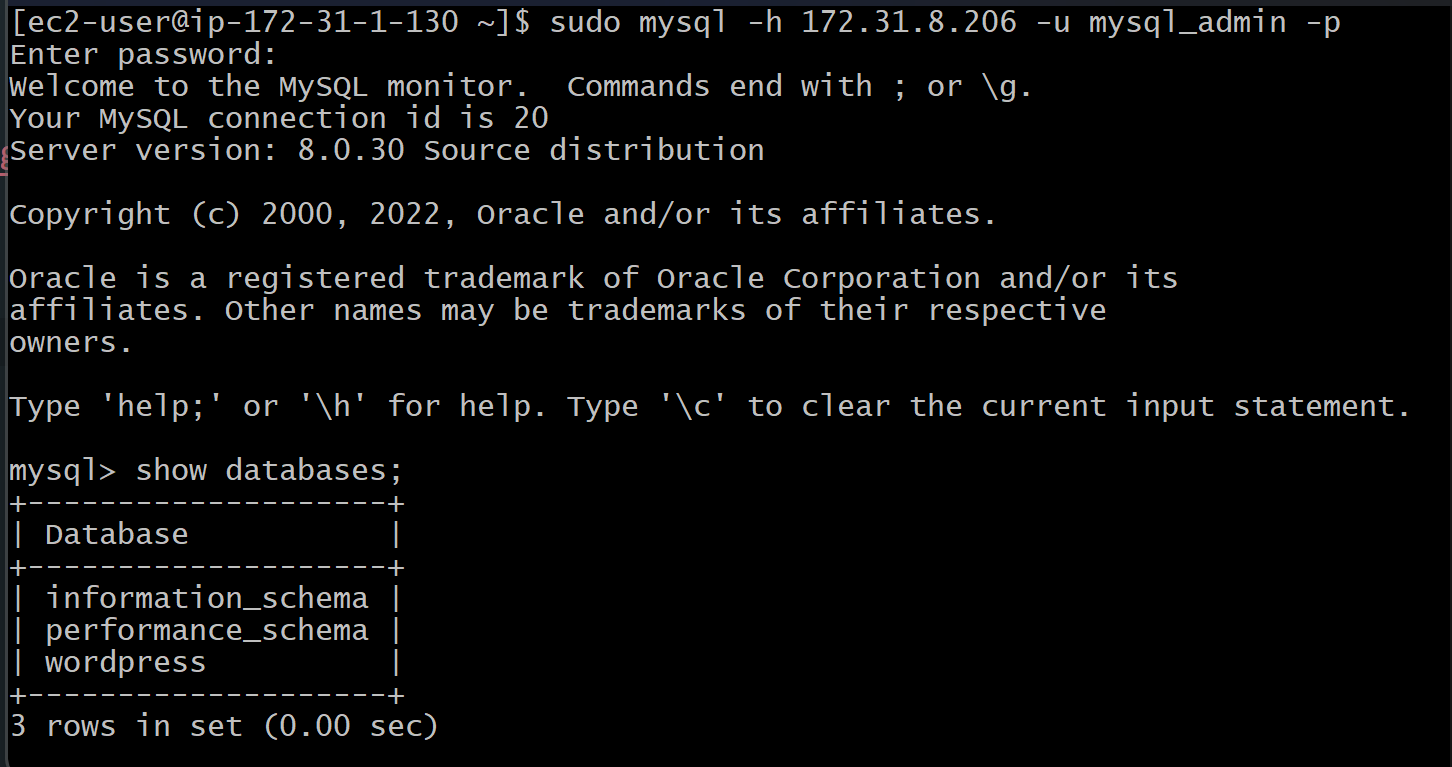 [ec2-user@ip-172-31-1-130 ~]$ sudo mysql -h 172.31.8.206 -u mysql_admin -p
Enter password:
Welcome to the MySQL monitor.  Commands end with ; or \g.
Your MySQL connection id is 20
Server version: 8.0.30 Source distribution
Copyright (c) 2000, 2022, Oracle and/or its affiliates.
Oracle is a registered trademark of Oracle Corporation and/or its
affiliates. Other names may be trademarks of their respective
owners.
Type 'help;' or '\h' for help. Type '\c' to clear the current input statement.
mysql> show databases;
+--------------------+
| Database           |
+--------------------+
| information_schema |
| performance_schema |
| wordpress          |
+--------------------+
3 rows in set (0.00 sec)